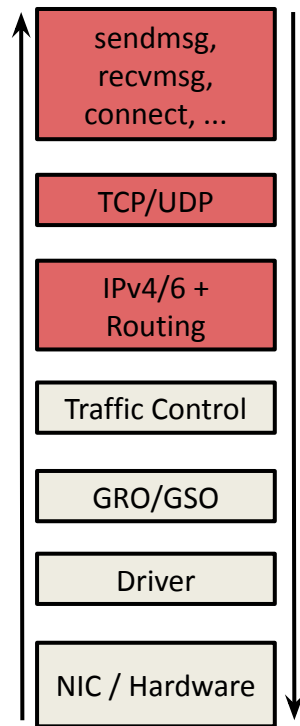 sendmsg,
recvmsg,
connect, ...
TCP/UDP
IPv4/6 +
Routing
Traffic Control
GRO/GSO
Driver
NIC / Hardware